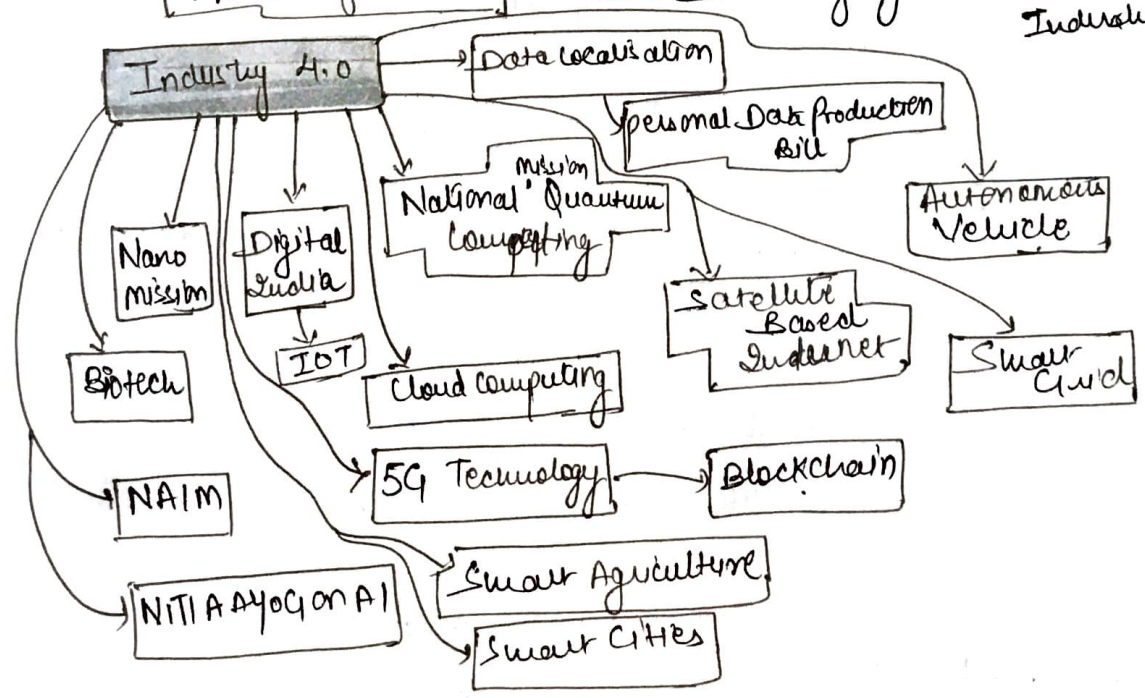 Industry 4.0
Data localisation
Personal Data Production
Bill
Autonomous
Vehicle
mission
National Quantum
Computing
Nano
mission
Digital
India
IOT
Satellite
Based
Internet
Smart
Grid
Biotech
Cloud computing
5G Technology
Blockchain
NAIM
Smart Agriculture
NITI AAYOG on AI
Smart Cities